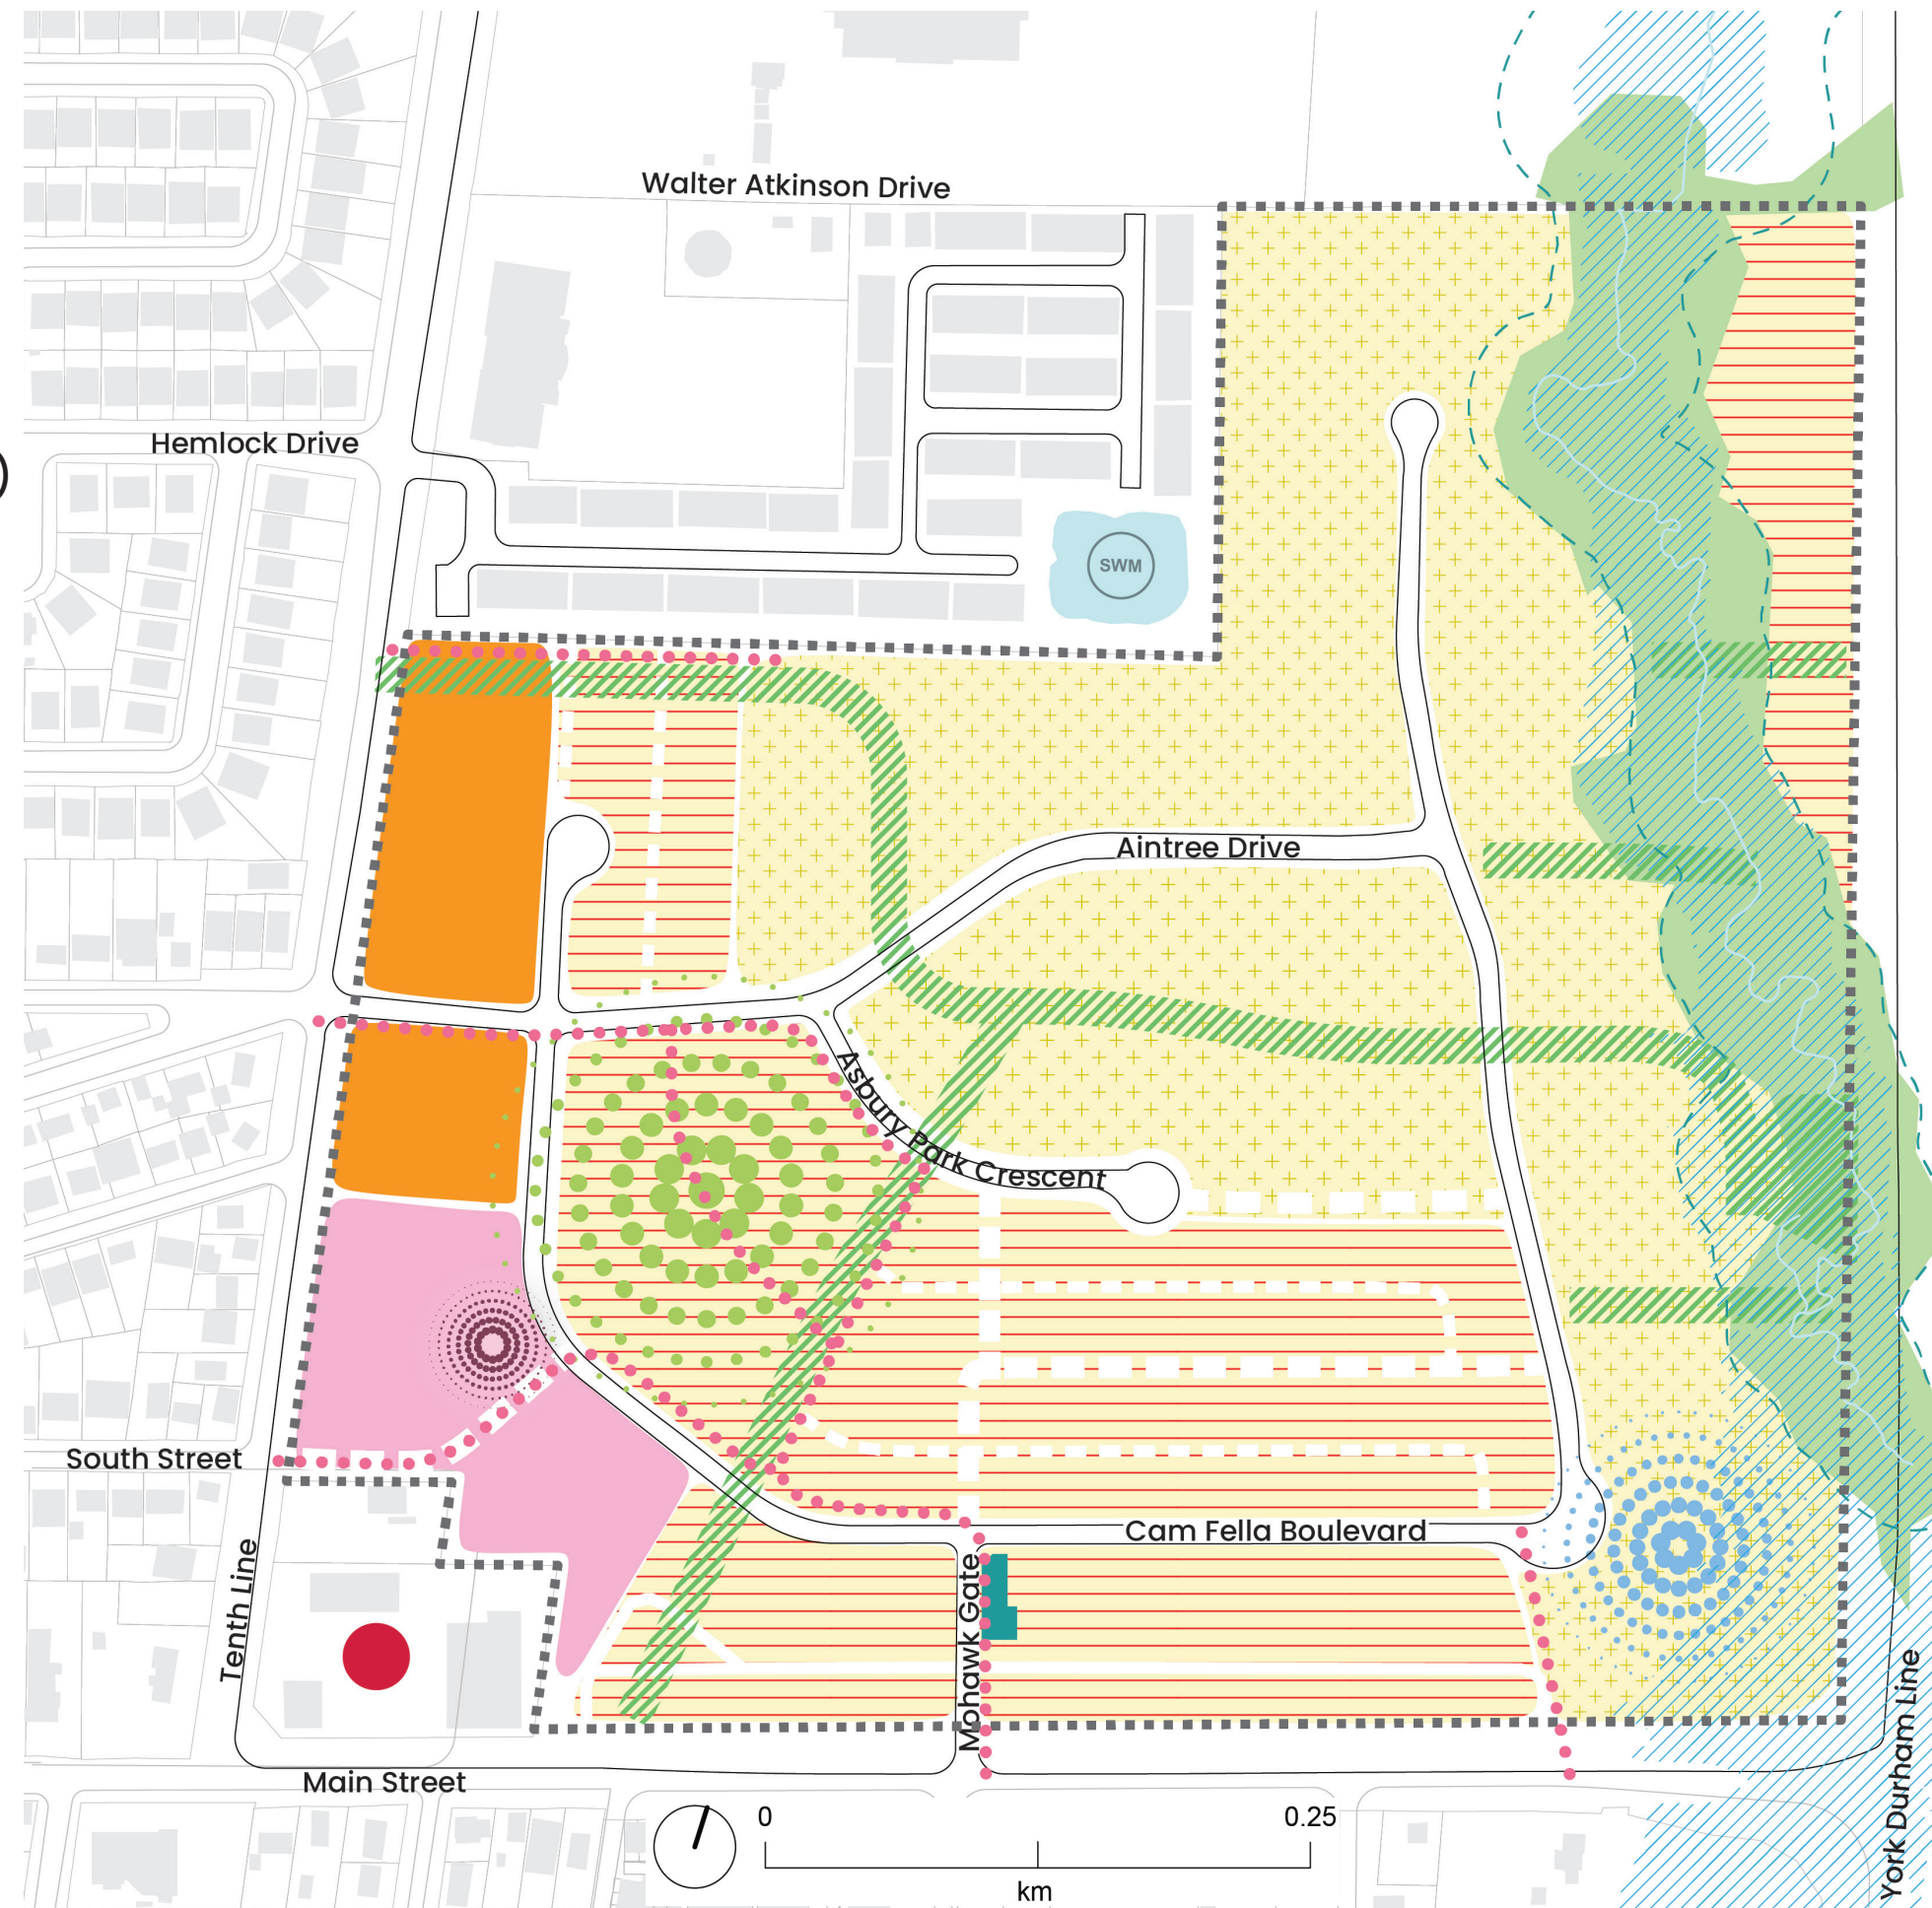 Walter Atkinson Drive
Hemlock Drive
SWM
Aintree Drive
Asbury Park Crescent
South Street
Cam Fella Boulevard
Tenth Line
Mohawk Gate
York Durham Line
Main Street
0
0.25
km